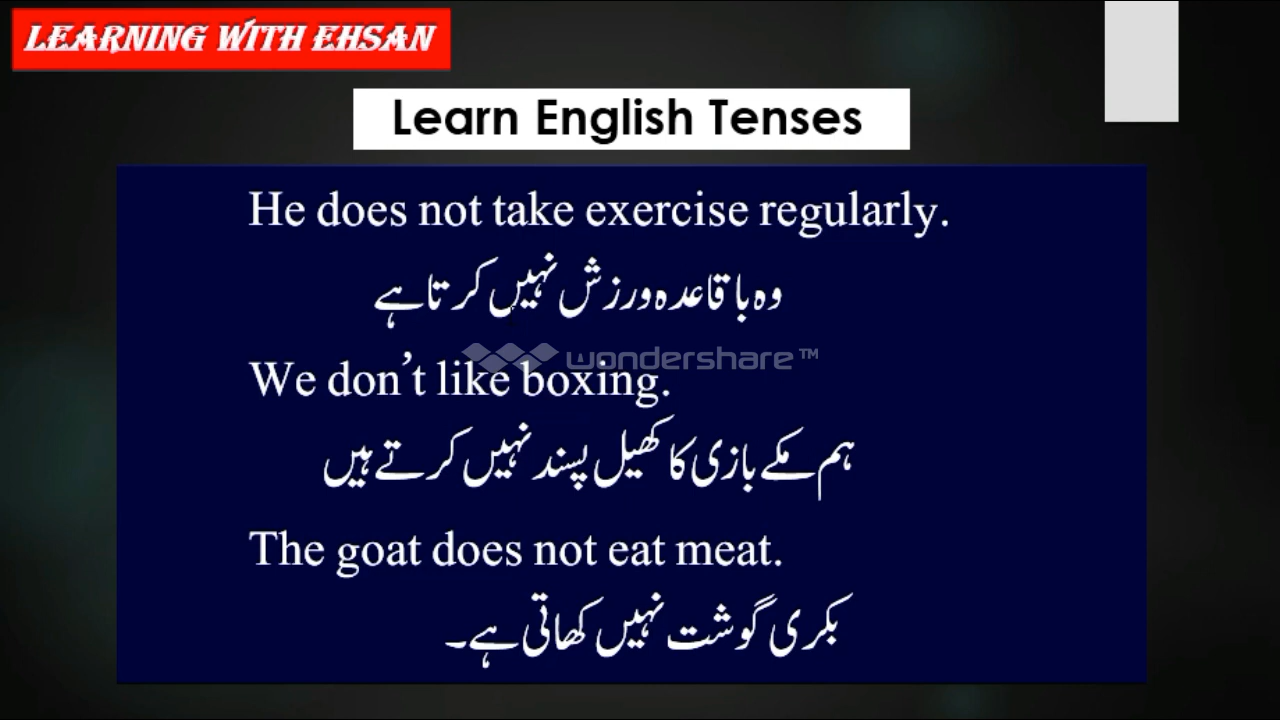 LEARNING WITH EHSAN
Learn English Tenses
He does not take exercise regularly.
وہ باقاعدہ ورزش نہیں کرتا ہے
wondershare™
We don’t like boxing.
ہم مکے بازی کا کھیل پسند نہیں کرتے ہیں
The goat does not eat meat.
بکری گوشت نہیں کھاتی ہے۔